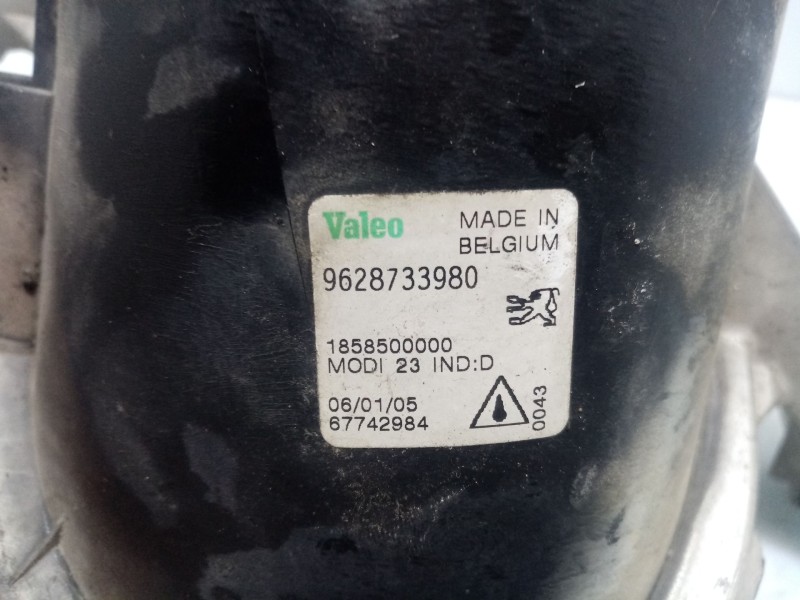 Valeo
MADE IN
BELGIUM
9628733980
1858500000
MODI 23 IND:D
06/01/05
67742984
0043